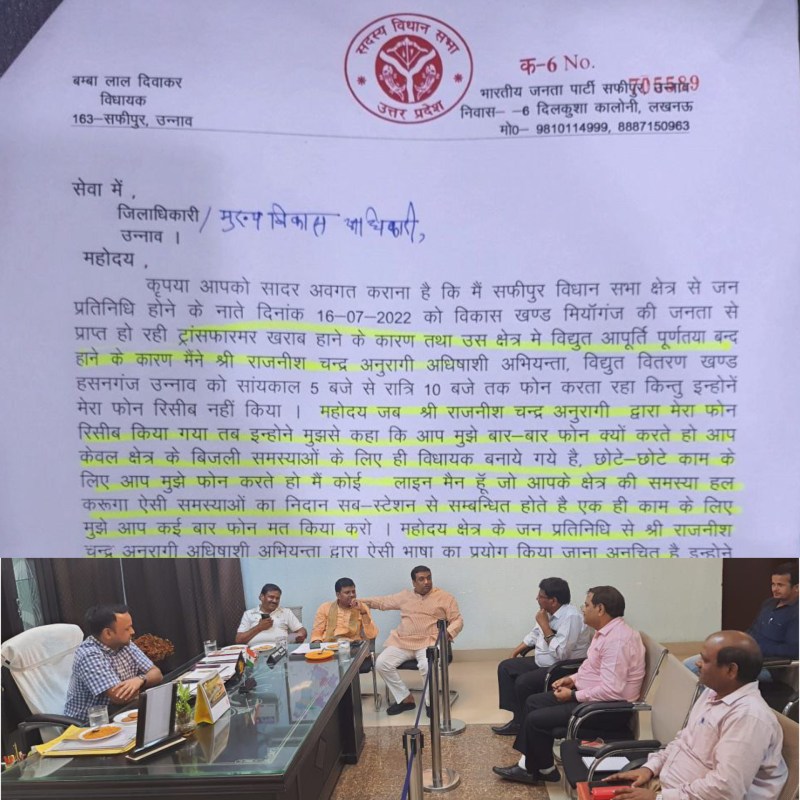 सदस्य विधान सभा
उत्तर प्रदेश
क-6 No.
705589
बम्बा लाल दिवाकर
विधायक
163-सफीपुर, उन्नाव
भारतीय जनता पार्टी सफीपुर, उन्नाव
निवास- -6 दिलकुशा कालोनी, लखनऊ
मो0- 9810114999, 8887150963
सेवा में ,
जिलाधिकारी / मुख्य विकास अधिकारी,
उन्नाव ।
महोदय ,
कृपया आपको सादर अवगत कराना है कि मैं सफीपुर विधान सभा क्षेत्र से जन
प्रतिनिधि होने के नाते दिनांक 16-07-2022 को विकास खण्ड मियॉगंज की जनता से
प्राप्त हो रही ट्रांसफारमर खराब हाने के कारण तथा उस क्षेत्र मे विद्युत आपूर्ति पूर्णतया बन्द
हाने के कारण मैंने श्री राजनीश चन्द्र अनुरागी अधिषाशी अभियन्ता, विद्युत वितरण खण्ड
हसनगंज उन्नाव को सांयकाल 5 बजे से रात्रि 10 बजे तक फोन करता रहा किन्तु इन्होनें
मेरा फोन रिसीब नहीं किया । महोदय जब श्री राजनीश चन्द्र अनुरागी द्वारा मेरा फोन
रिसीब किया गया तब इन्होने मुझसे कहा कि आप मुझे बार-बार फोन क्यों करते हो आप
केवल क्षेत्र के बिजली समस्याओं के लिए ही विधायक बनाये गये है, छोटे-छोटे काम के
लिए आप मुझे फोन करते हो मैं कोई लाइन मैन हूँ जो आपके क्षेत्र की समस्या हल
करूगा ऐसी समस्याओं का निदान सब-स्टेशन से सम्बन्धित होते है एक ही काम के लिए
मुझे आप कई बार फोन मत किया करो । महोदय क्षेत्र के जन प्रतिनिधि से श्री राजनीश
चन्द्र अनुरागी अधिषाशी अभियन्ता द्वारा ऐसी भाषा का प्रयोग किया जाना अनुचित है इन्होने